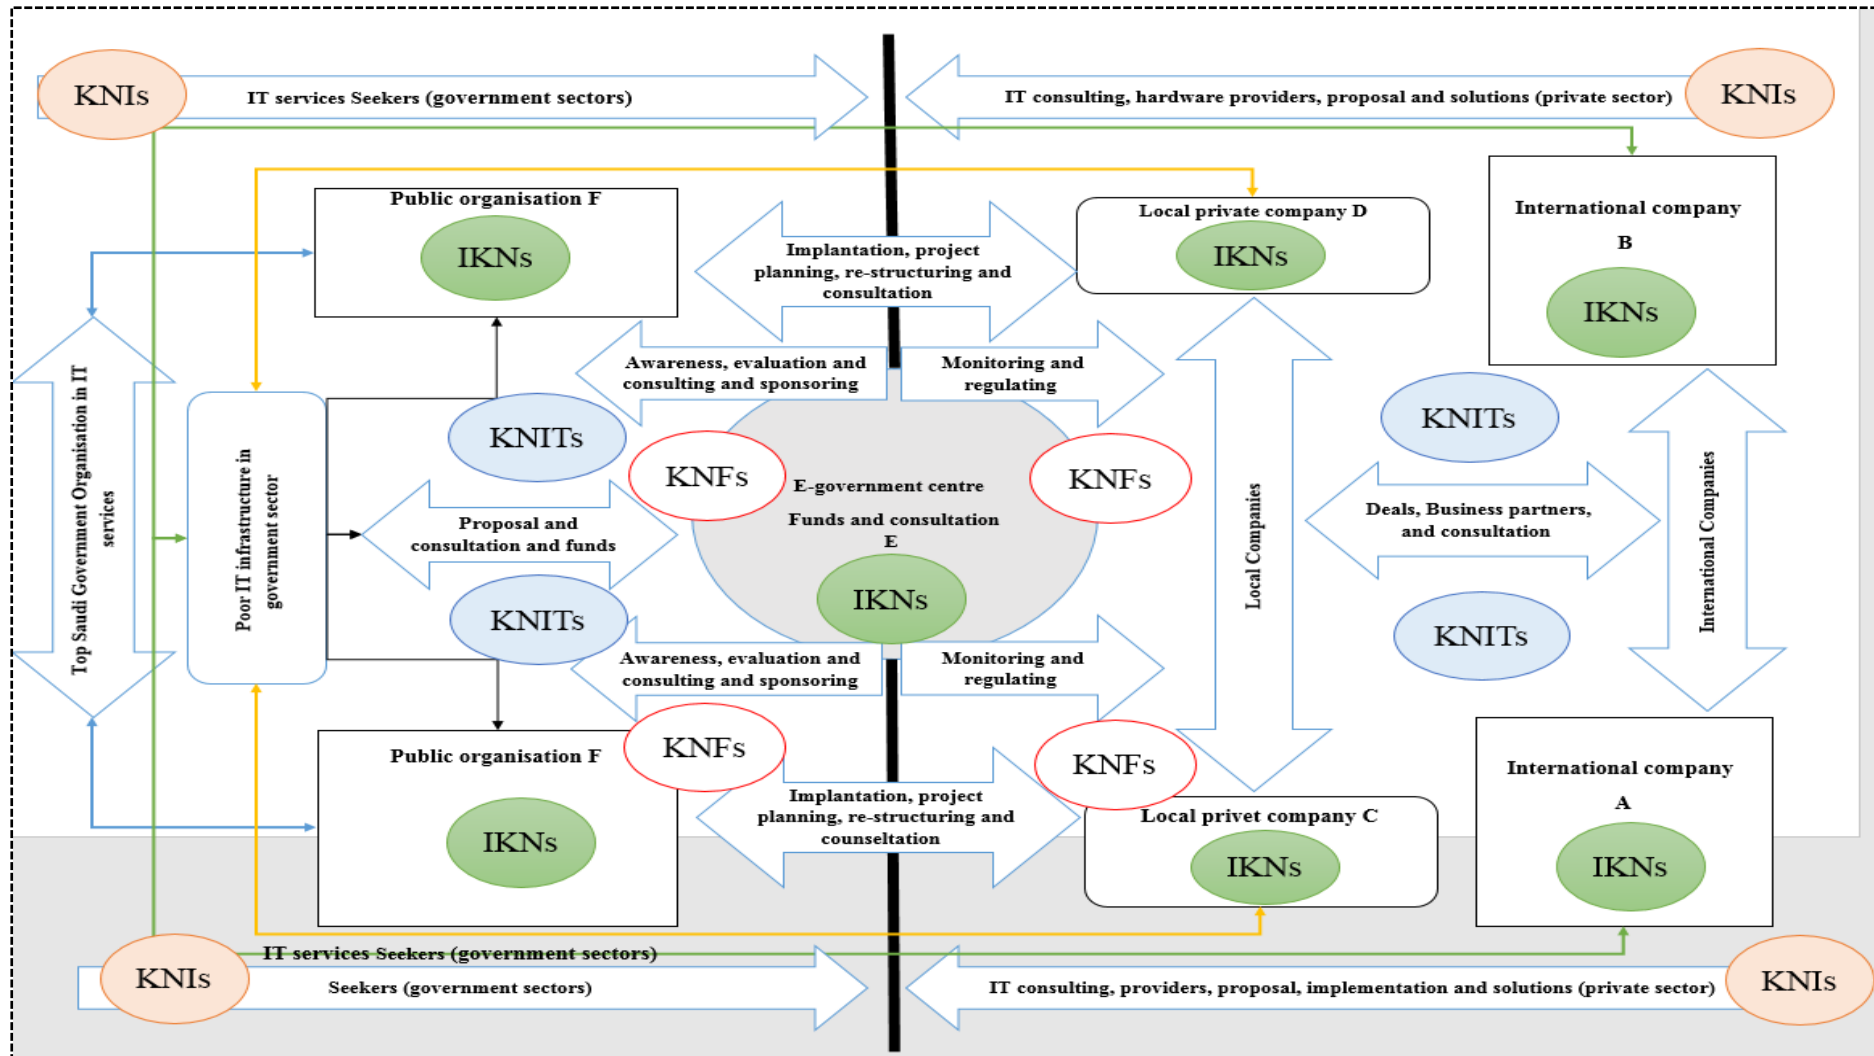 KNIs
IT services Seekers (government sectors)
IT consulting, hardware providers, proposal and solutions (private sector)
KNIs
Public organisation F
IKNs
Implantation, project
planning, re-structuring and
consultation
Local private company D
IKNs
International company
B
IKNs
Awareness, evaluation and
consulting and sponsoring
Monitoring and
regulating
Top Saudi Government Organisation in IT
services
Poor IT infrastructure in
government sector
KNITs
KNFs
KNFs
KNITs
E-government centre
Funds and consultation
E
IKNs
Proposal and
consultation and funds
Local Companies
Deals, Business partners,
and consultation
International Companies
KNITs
KNITs
Awareness, evaluation and
consulting and sponsoring
Monitoring and
regulating
Public organisation F
IKNs
KNFs
KNFs
Implantation, project
planning, re-structuring and
counseltation
Local privet company C
IKNs
International company
A
IKNs
KNIs
IT services Seekers (government sectors)
Seekers (government sectors)
IT consulting, providers, proposal, implementation and solutions (private sector)
KNIs